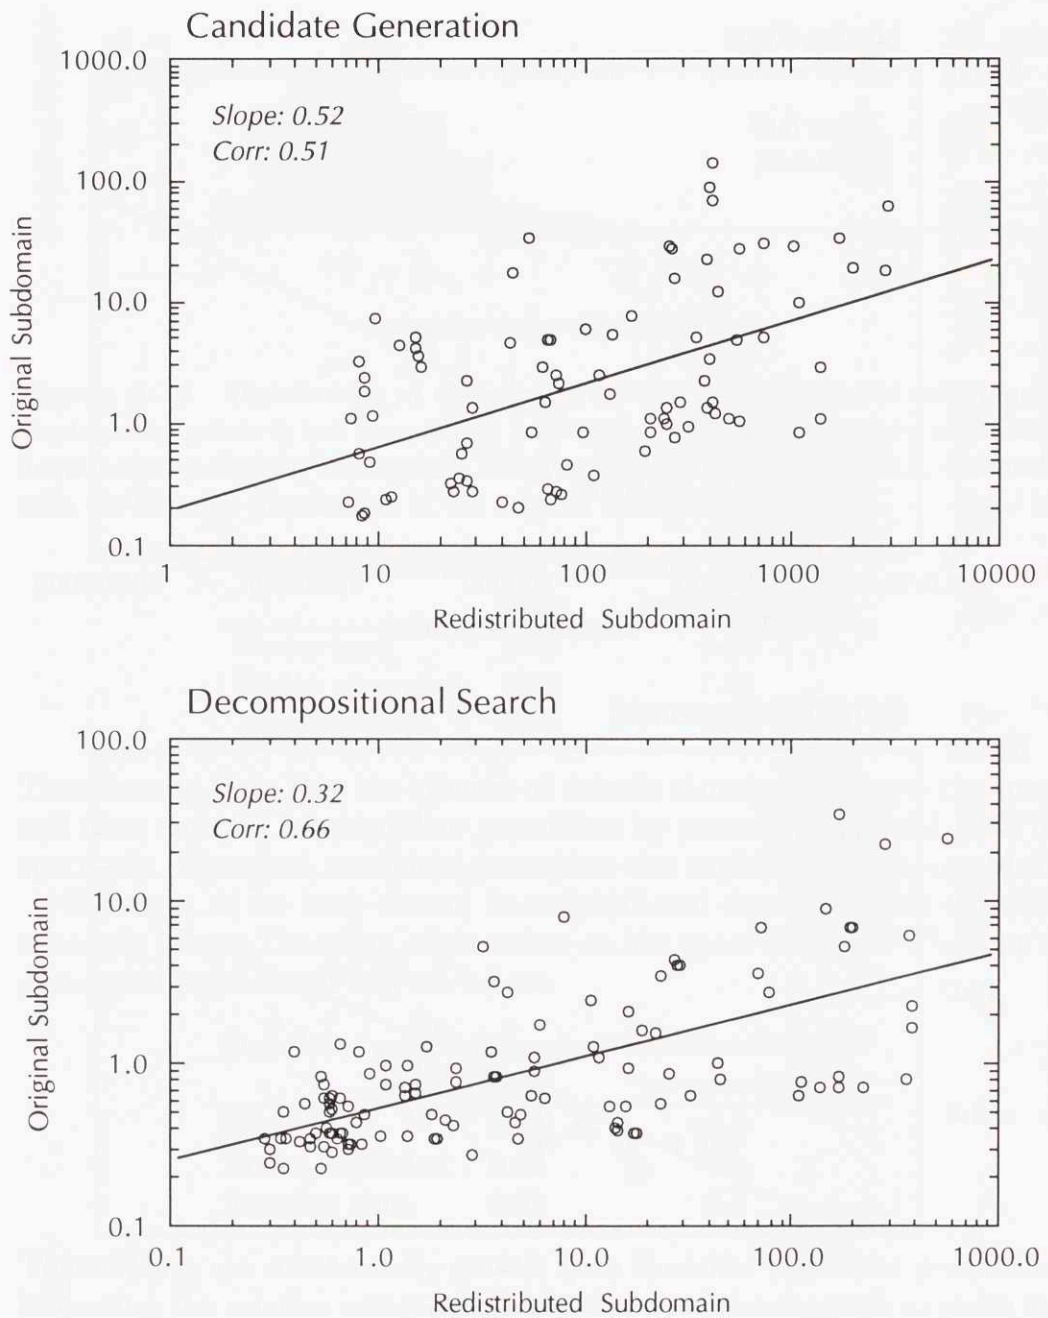 Candidate Generation
1000.0
Slope: 0.52
Corr: 0.51
100.0
Original Subdomain
10.0
1.0
0.1
1 10 100 1000 10000
Redistributed Subdomain
Decompositional Search
100.0
Slope: 0.32
Corr: 0.66
10.0
Original Subdomain
1.0
0.1
0.1 1.0 10.0 100.0 1000.0
Redistributed Subdomain